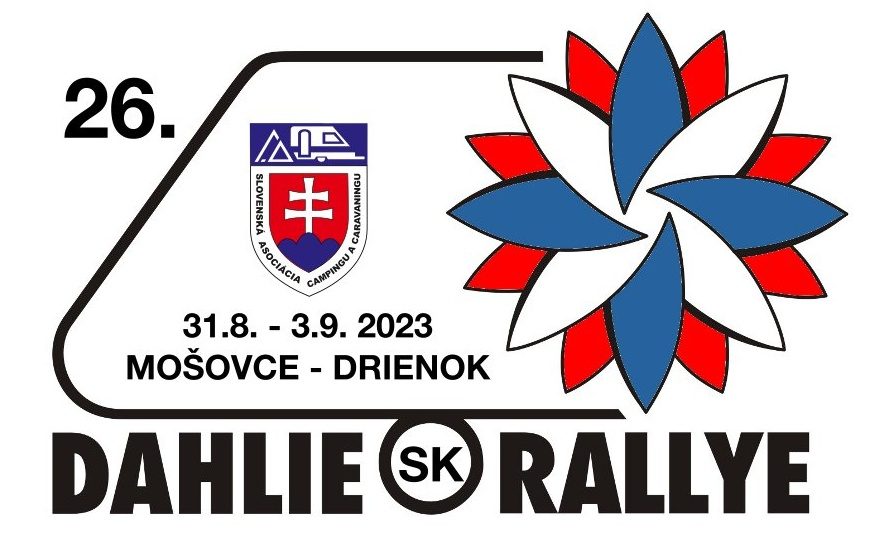 26.
SLOVENSKÁ ASOCIÁCIA CAMPINGU A CARAVANINGU
31.8. - 3.9. 2023
MOŠOVCE - DRIENOK
DAHLIE SK RALLYE